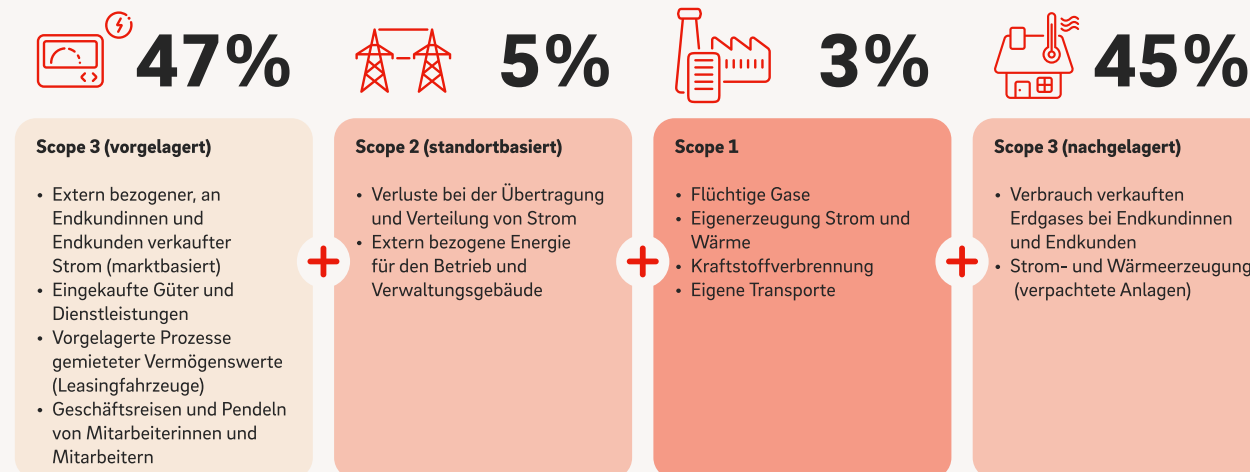 47%
Scope 3 (vorgelagert)
• Extern bezogener, an
Endkundinnen und
Endkunden verkaufter
Strom (marktbasiert)
• Eingekaufte Güter und
Dienstleistungen
• Vorgelagerte Prozesse
gemieteter Vermögenswerte
(Leasingfahrzeuge)
• Geschäftsreisen und Pendeln
von Mitarbeiterinnen und
Mitarbeitern
+
5%
Scope 2 (standortbasiert)
• Verluste bei der Übertragung
und Verteilung von Strom
• Extern bezogene Energie
für den Betrieb und
Verwaltungsgebäude
+
3%
Scope 1
• Flüchtige Gase
• Eigenerzeugung Strom und
Wärme
• Kraftstoffverbrennung
• Eigene Transporte
+
45%
Scope 3 (nachgelagert)
• Verbrauch verkauften
Erdgases bei Endkundinnen
und Endkunden
• Strom- und Wärmeerzeugung
(verpachtete Anlagen)